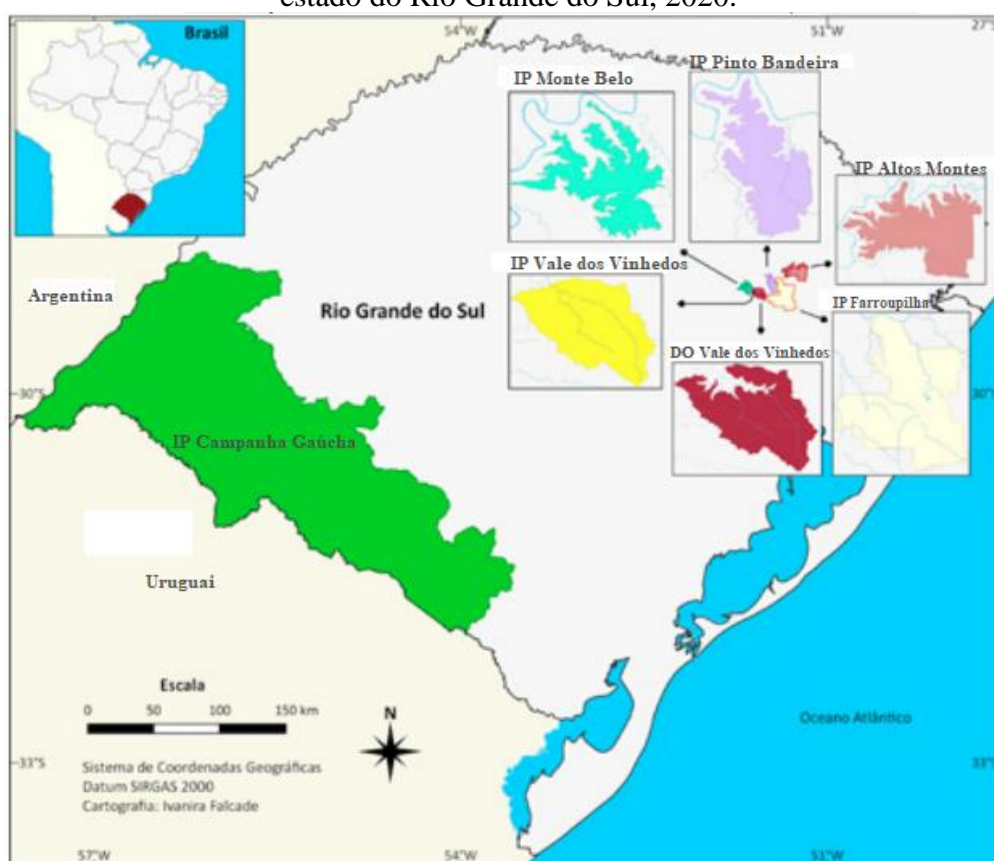 estado do Rio Grande do Sul, 2020.
54°W
51°W
27°S
Brasil
IP Monte Belo
IP Pinto Bandeira
IP Altos Montes
IP Vale dos Vinhedos
Argentina
Rio Grande do Sul
IP Farroupilha
DO Vale dos Vinhedos
30°S
30°S
IP Campanha Gaúcha
Uruguai
Escala
0 50 100 150 km
N
Oceano Atlântico
Sistema de Coordenadas Geográficas
Datum SIRGAS 2000
Cartografia: Ivanira Falcade
33°S
33°S
57°W
54°W
51°W